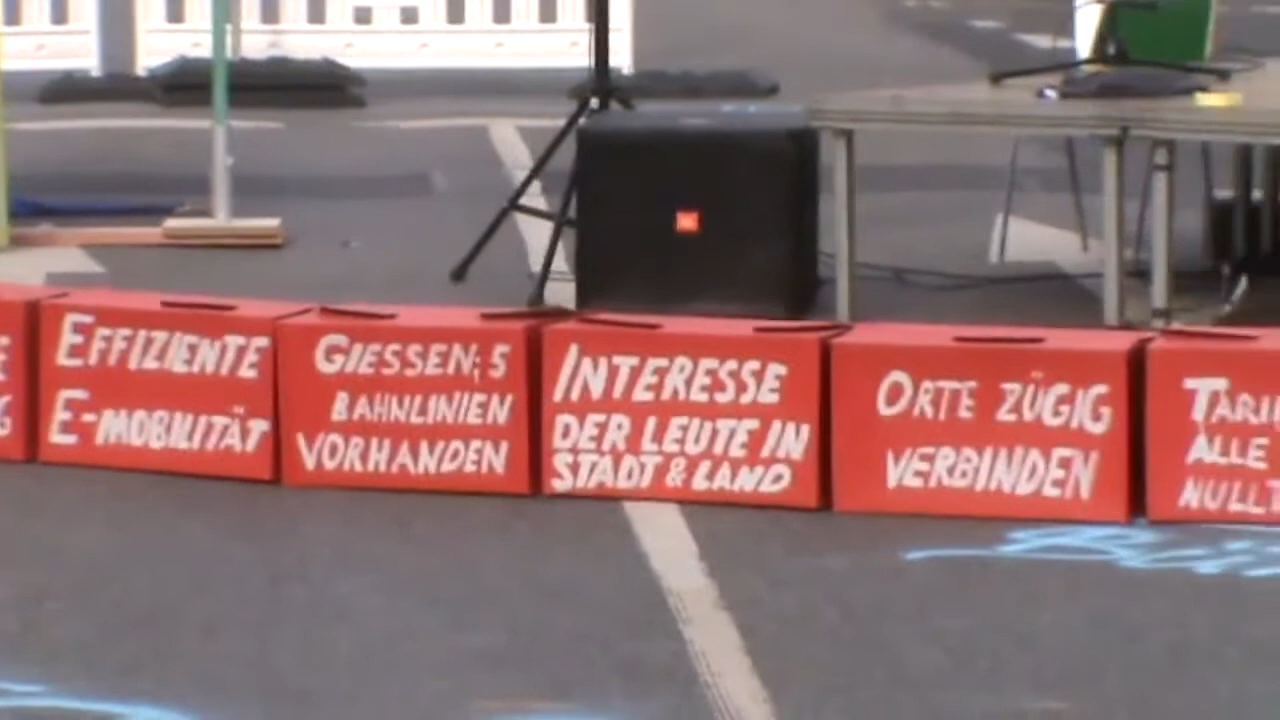 EFFIZIENTE
E-MOBILITÄT
GIESSEN; 5
BAHNLINIEN
VORHANDEN
INTERESSE
DER LEUTE IN
STADT & LAND
ORTE ZÜGIG
VERBINDEN
ALLE